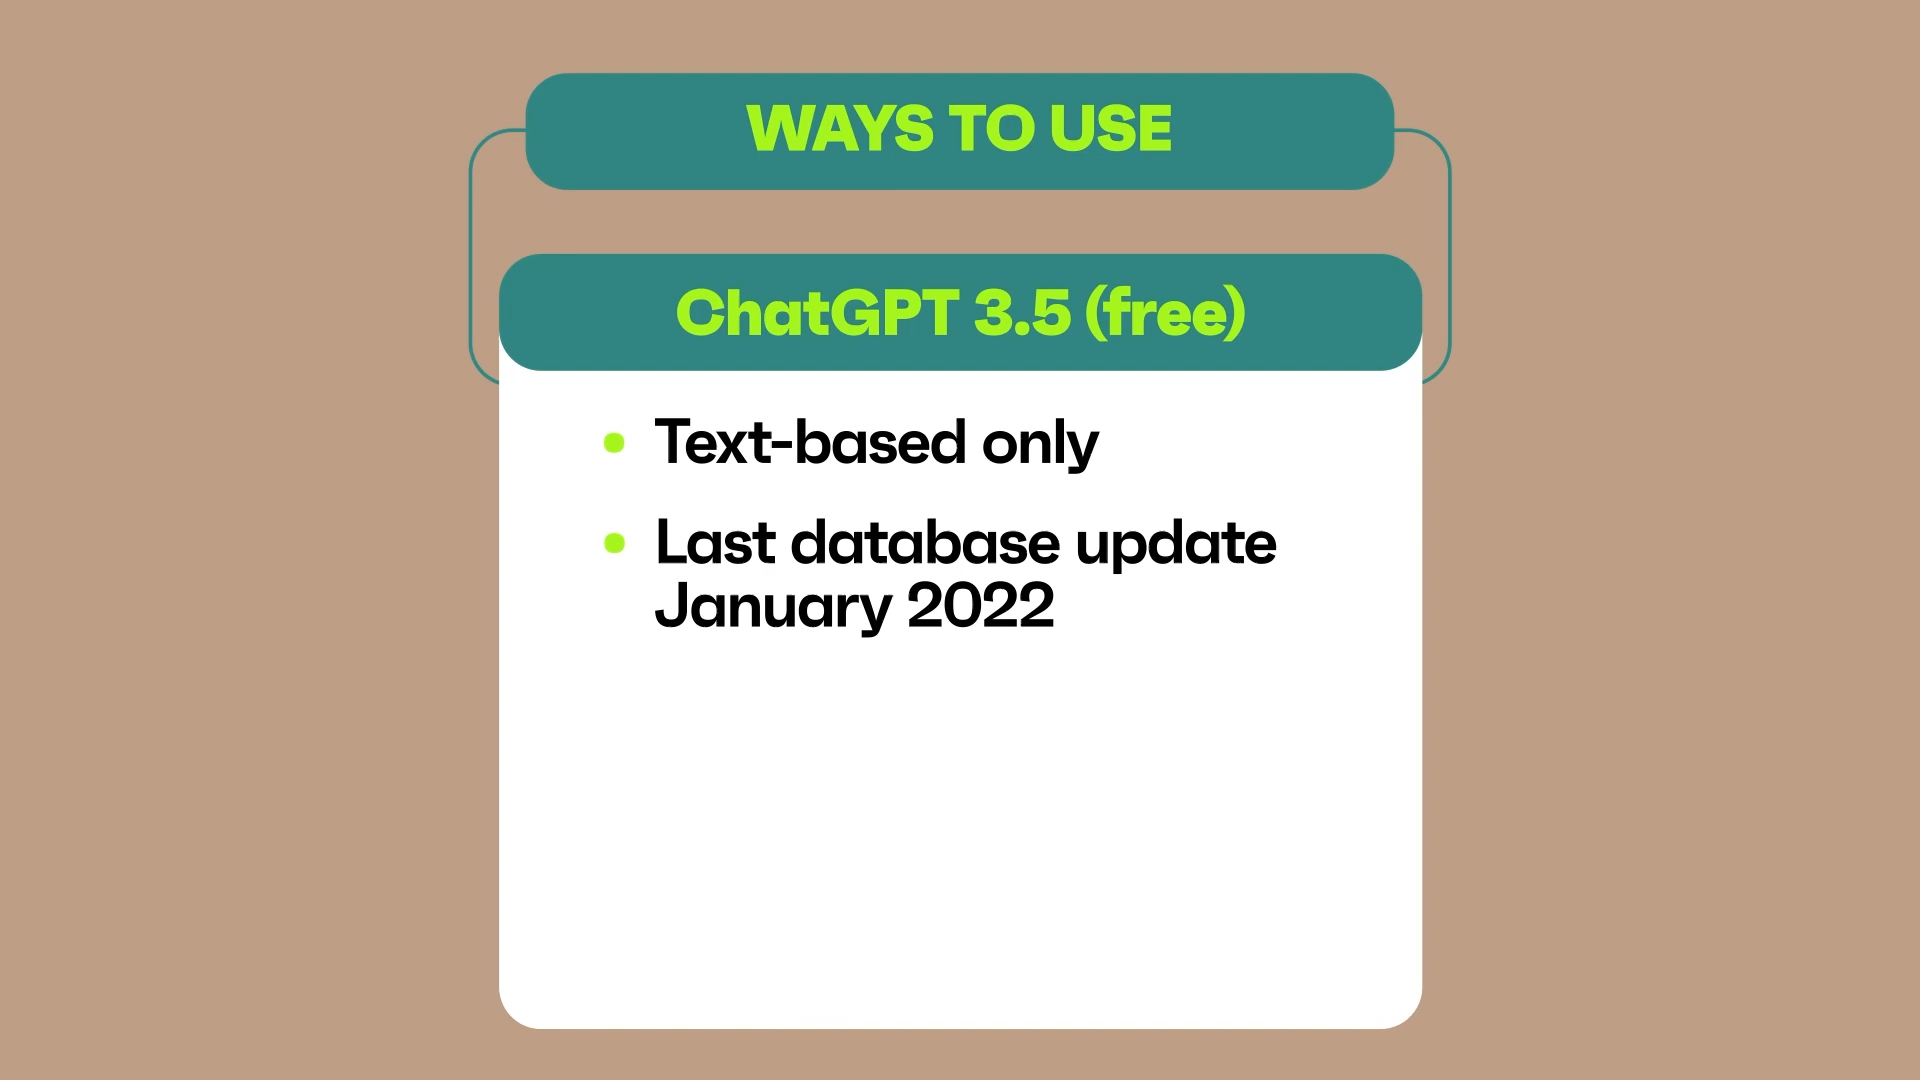 WAYS TO USE
ChatGPT 3.5 (free)
Text-based only
Last database update
January 2022